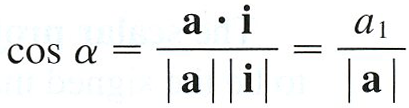 cos α = a · i / |a||i| = a₁ / |a|